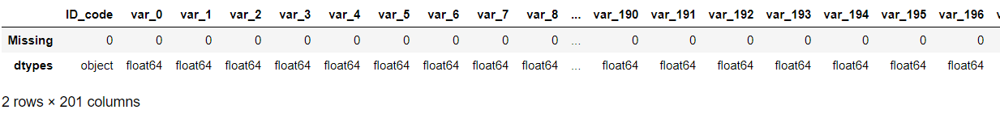 ID_code var_0 var_1 var_2 var_3 var_4 var_5 var_6 var_7 var_8 ... var_190 var_191 var_192 var_193 var_194 var_195 var_196
Missing 0 0 0 0 0 0 0 0 0 0 ... 0 0 0 0 0 0 0
dtypes object float64 float64 float64 float64 float64 float64 float64 float64 float64 ... float64 float64 float64 float64 float64 float64 float64
2 rows × 201 columns